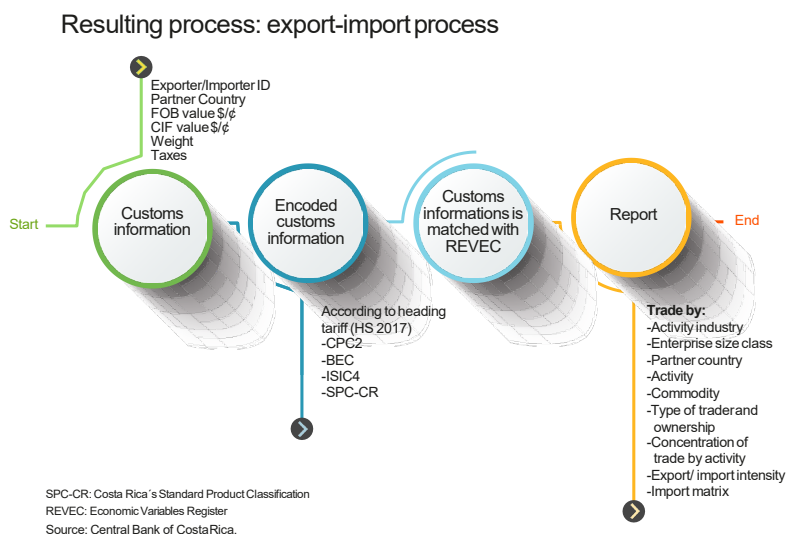 Resulting process: export-import process
Exporter/Importer ID
Partner Country
FOB value $/¢
CIF value $/¢
Weight
Taxes
Start
Customs
information
Encoded
customs
information
Customs
informations is
matched with
REVEC
Report
End
According to heading
tariff (HS 2017)
-CPC2
-BEC
-ISIC4
-SPC-CR
Trade by:
-Activity industry
-Enterprise size class
-Partner country
-Activity
-Commodity
-Type of trader and
ownership
-Concentration of
trade by activity
-Export/ import intensity
-Import matrix
SPC-CR: Costa Rica´s Standard Product Classification
REVEC: Economic Variables Register
Source: Central Bank of Costa Rica.